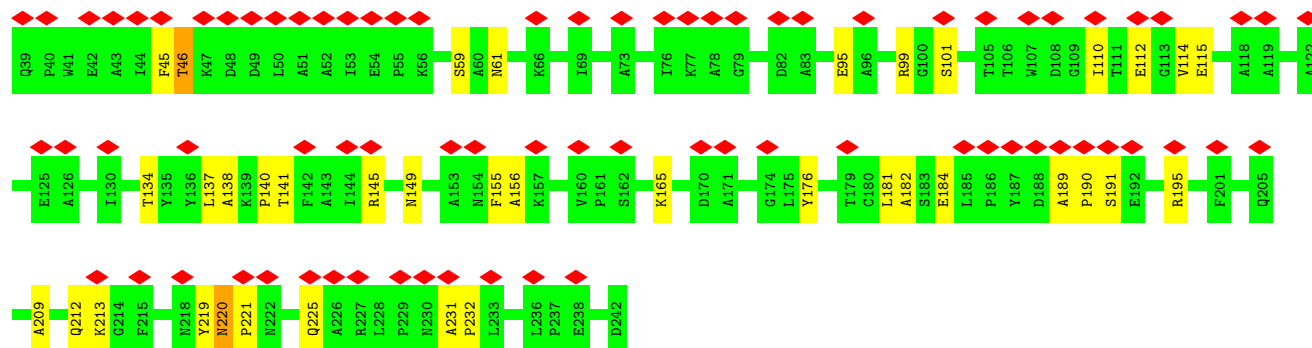 Q39 P40 W41 E42 A43 I44 F45 T46 K47 D48 D49 L50 A51 A52 I53 E54 P55 K56 S59 A60 N61 K66 I69 A73 I76 K77 A78 G79 D82 A83 E95 A96 R99 G100 S101 T105 T106 W107 D108 G109 I110 T111 E112 G113 V114 E115 A118 A119
E125 A126 I130 T134 Y135 Y136 L137 A138 K139 P140 T141 F142 A143 I144 R145 N149 A153 N154 F155 A156 K157 V160 P161 S162 K165 D170 A171 G174 L175 Y176 T179 C180 L181 A182 S183 E184 L185 P186 Y187 D188 A189 P190 S191 E192 R195 F201 Q205
A209 Q212 K213 G214 F215 N218 Y219 N220 P221 N222 Q225 A226 R227 L228 P229 N230 A231 P232 L233 L236 P237 E238 D242